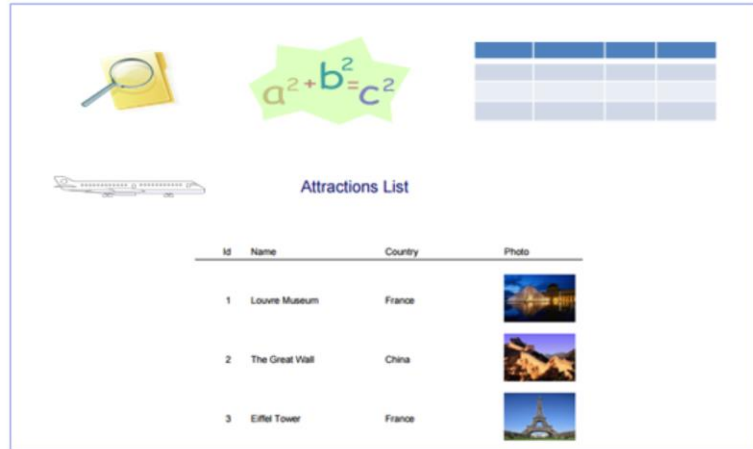 a²+b²=c²
Attractions List
Id Name Country Photo
1 Louvre Museum France
2 The Great Wall China
3 Eiffel Tower France